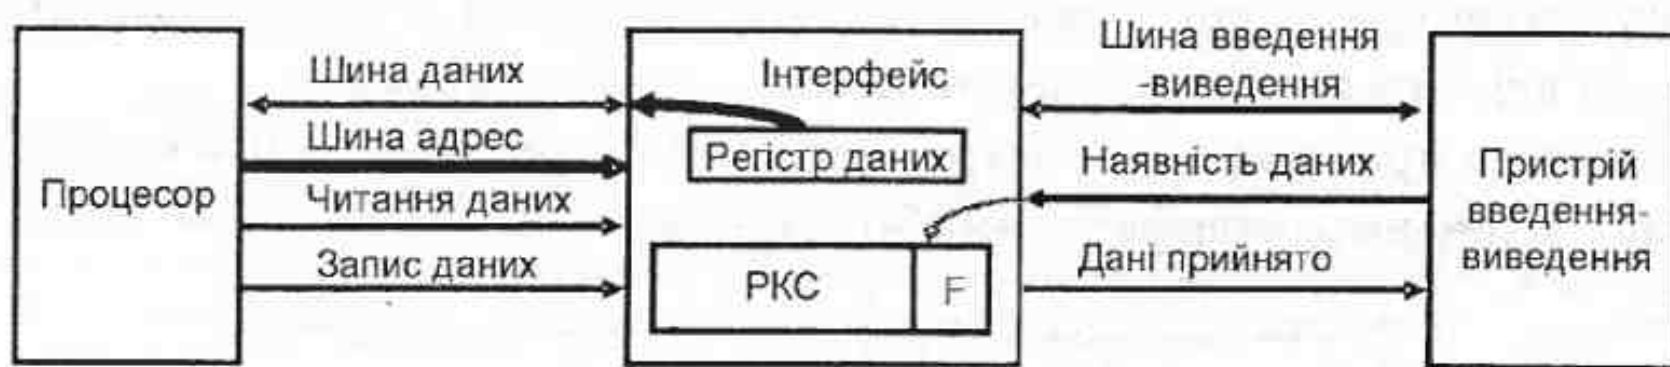 Процесор
Шина даних
Шина адрес
Читання даних
Запис даних
Інтерфейс
Регістр даних
РКС
F
Шина введення
-виведення
Наявність даних
Дані прийнято
Пристрій
введення-
виведення